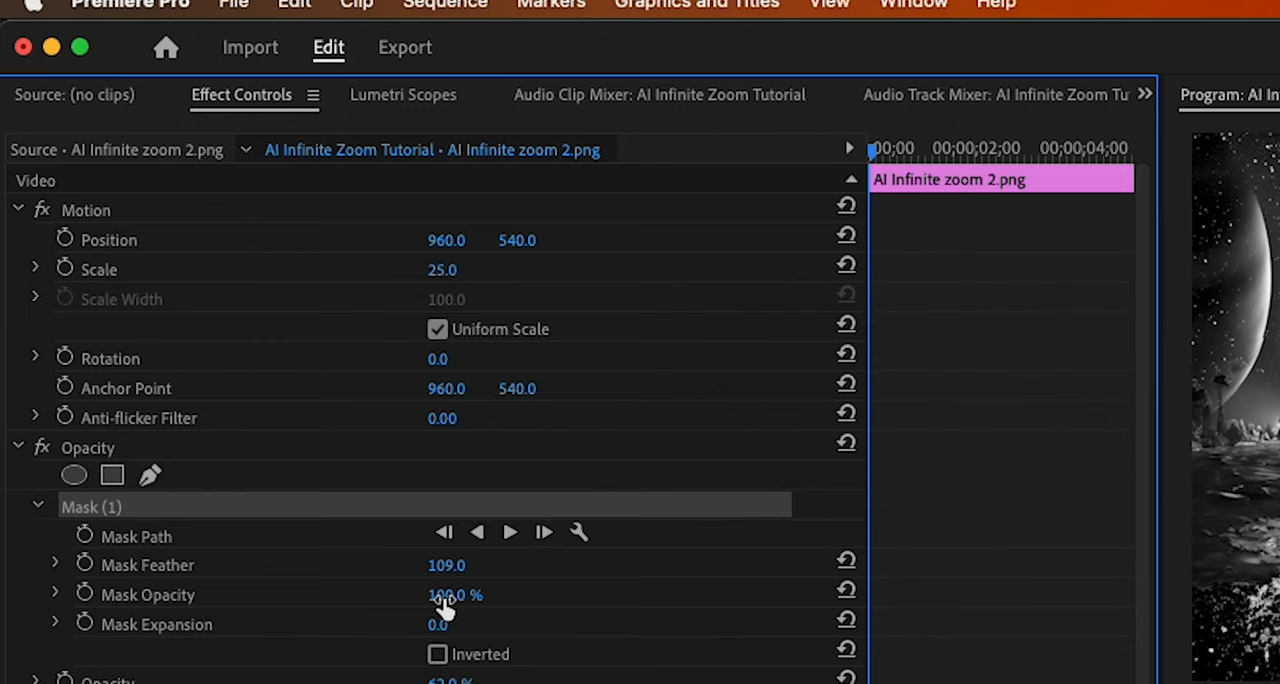 Premiere Pro File Edit Clip Sequence Markers Graphics and Titles View Window Help
Import Edit Export
Source: (no clips) Effect Controls Lumetri Scopes Audio Clip Mixer: AI Infinite Zoom Tutorial Audio Track Mixer: AI Infinite Zoom Tu Program: AI In
Source · AI Infinite zoom 2.png AI Infinite Zoom Tutorial · AI Infinite zoom 2.png 00;00 00;00;02;00 00;00;04;00
Video AI Infinite zoom 2.png
fx Motion
Position 960.0 540.0
Scale 25.0
Scale Width 100.0
Uniform Scale
Rotation 0.0
Anchor Point 960.0 540.0
Anti-flicker Filter 0.00
fx Opacity
Mask (1)
Mask Path
Mask Feather 109.0
Mask Opacity 100.0 %
Mask Expansion 0.0
Inverted
Opacity